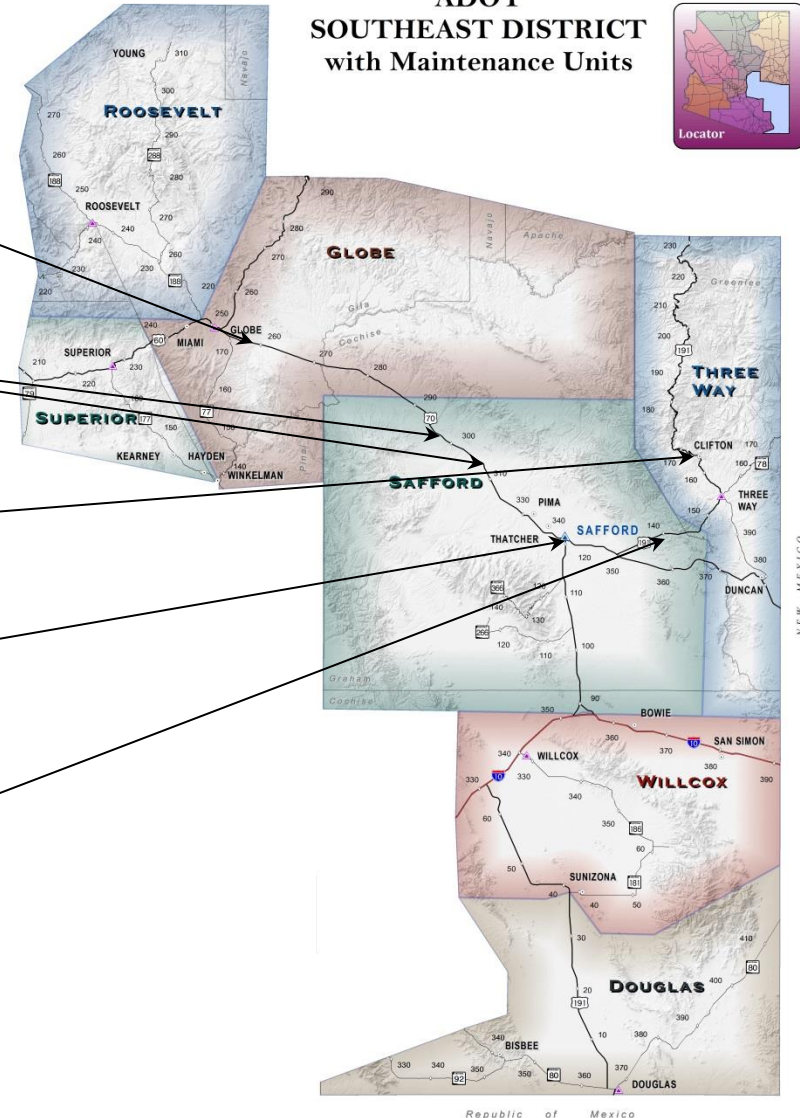 ADOT
SOUTHEAST DISTRICT
with Maintenance Units
Locator
YOUNG
310
Navajo
300
ROOSEVELT
270
290
260
288
188
280
250
ROOSEVELT
270
240
240
260
230
230
188
220
290
280
GLOBE
Navajo
Apache
260
220
250
Gila
Cochise
240
GLOBE
260
60
MIAMI
170
270
280
SUPERIOR
210
230
220
160
290
79
77
70
SUPERIOR
177
150
300
KEARNEY
HAYDEN
140
WINKELMAN
Pinal
310
SAFFORD
330
PIMA
340
THATCHER
SAFFORD
140
191
120
350
360
370
366
110
140
130
266
120
110
100
Graham
Cochise
90
230
220
Greenlee
210
200
191
190
THREE
WAY
180
CLIFTON
170
170
160
78
160
THREE
WAY
150
390
380
DUNCAN
NEW MEXICO
350
BOWIE
360
10
SAN SIMON
370
380
390
340
WILLCOX
330
10
330
WILLCOX
340
60
350
186
60
50
SUNIZONA
181
40
40
50
30
410
80
20
DOUGLAS
400
191
390
10
380
340
BISBEE
330
340
350
350
80
360
370
92
DOUGLAS
Republic of Mexico